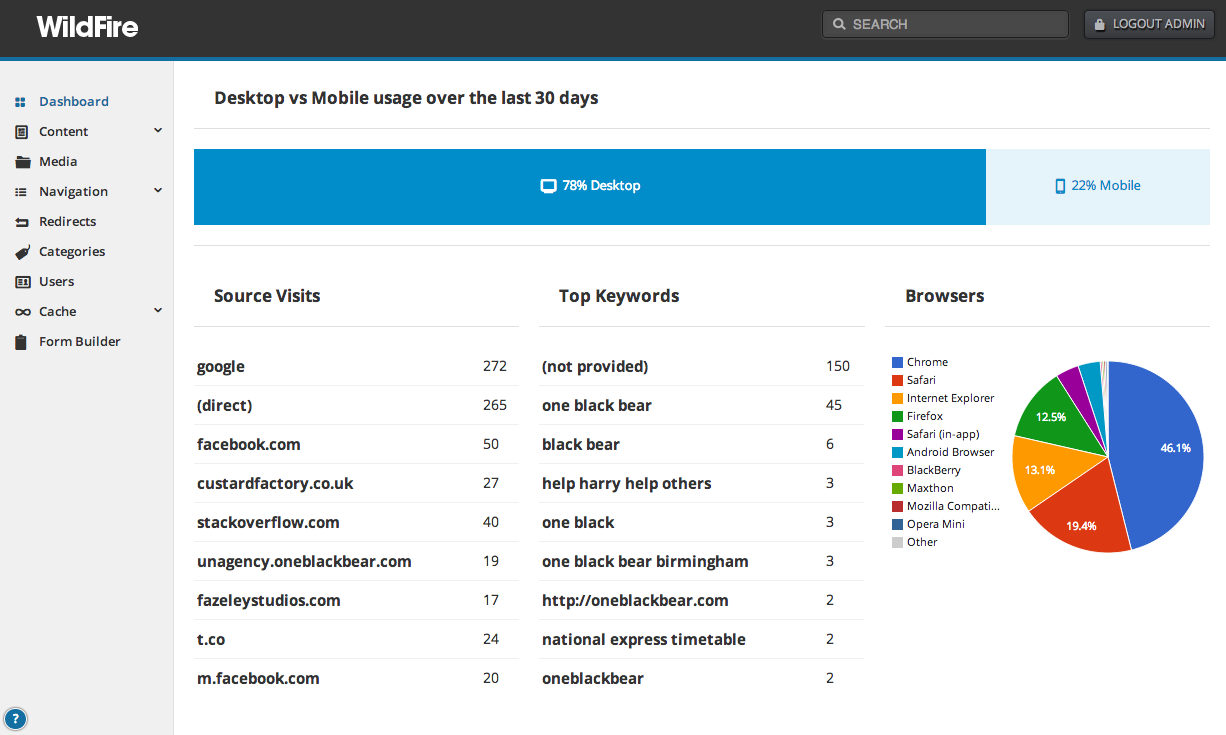 WildFire
SEARCH
LOGOUT ADMIN
Dashboard
Content
Media
Navigation
Redirects
Categories
Users
Cache
Form Builder
?
Desktop vs Mobile usage over the last 30 days
78% Desktop
22% Mobile
Source Visits
google 272
(direct) 265
facebook.com 50
custardfactory.co.uk 27
stackoverflow.com 40
unagency.oneblackbear.com 19
fazeleystudios.com 17
t.co 24
m.facebook.com 20
Top Keywords
(not provided) 150
one black bear 45
black bear 6
help harry help others 3
one black 3
one black bear birmingham 3
http://oneblackbear.com 2
national express timetable 2
oneblackbear 2
Browsers
Chrome
Safari
Internet Explorer
Firefox
Safari (in-app)
Android Browser
BlackBerry
Maxthon
Mozilla Compati...
Opera Mini
Other
12.5%
46.1%
13.1%
19.4%